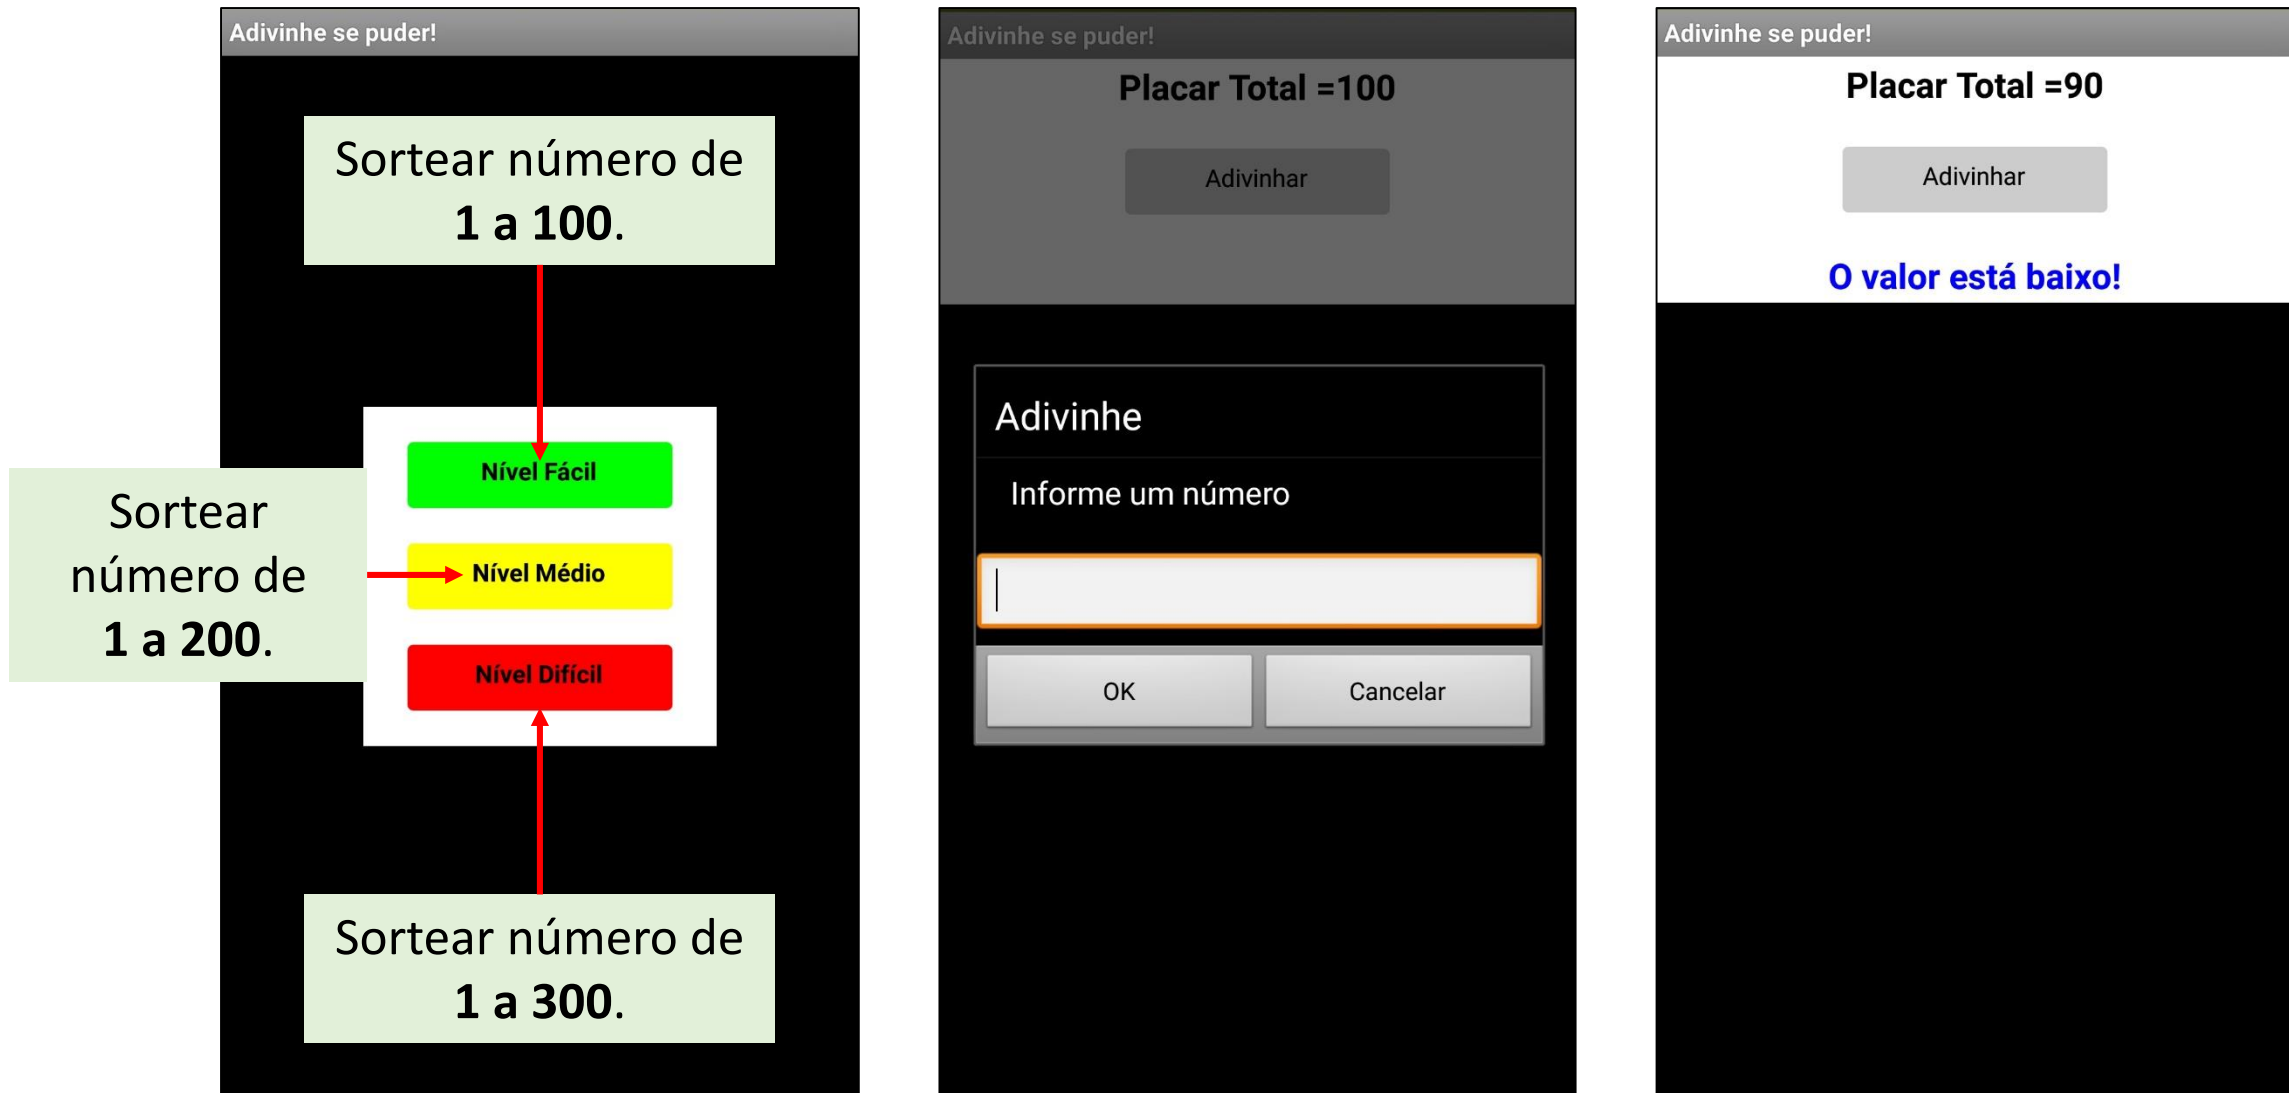 Adivinhe se puder!
Sortear número de
1 a 100.
Nível Fácil
Sortear
número de
1 a 200.
Nível Médio
Nível Difícil
Sortear número de
1 a 300.
Adivinhe se puder!
Placar Total =100
Adivinhar
Adivinhe
Informe um número
OK
Cancelar
Adivinhe se puder!
Placar Total =90
Adivinhar
O valor está baixo!